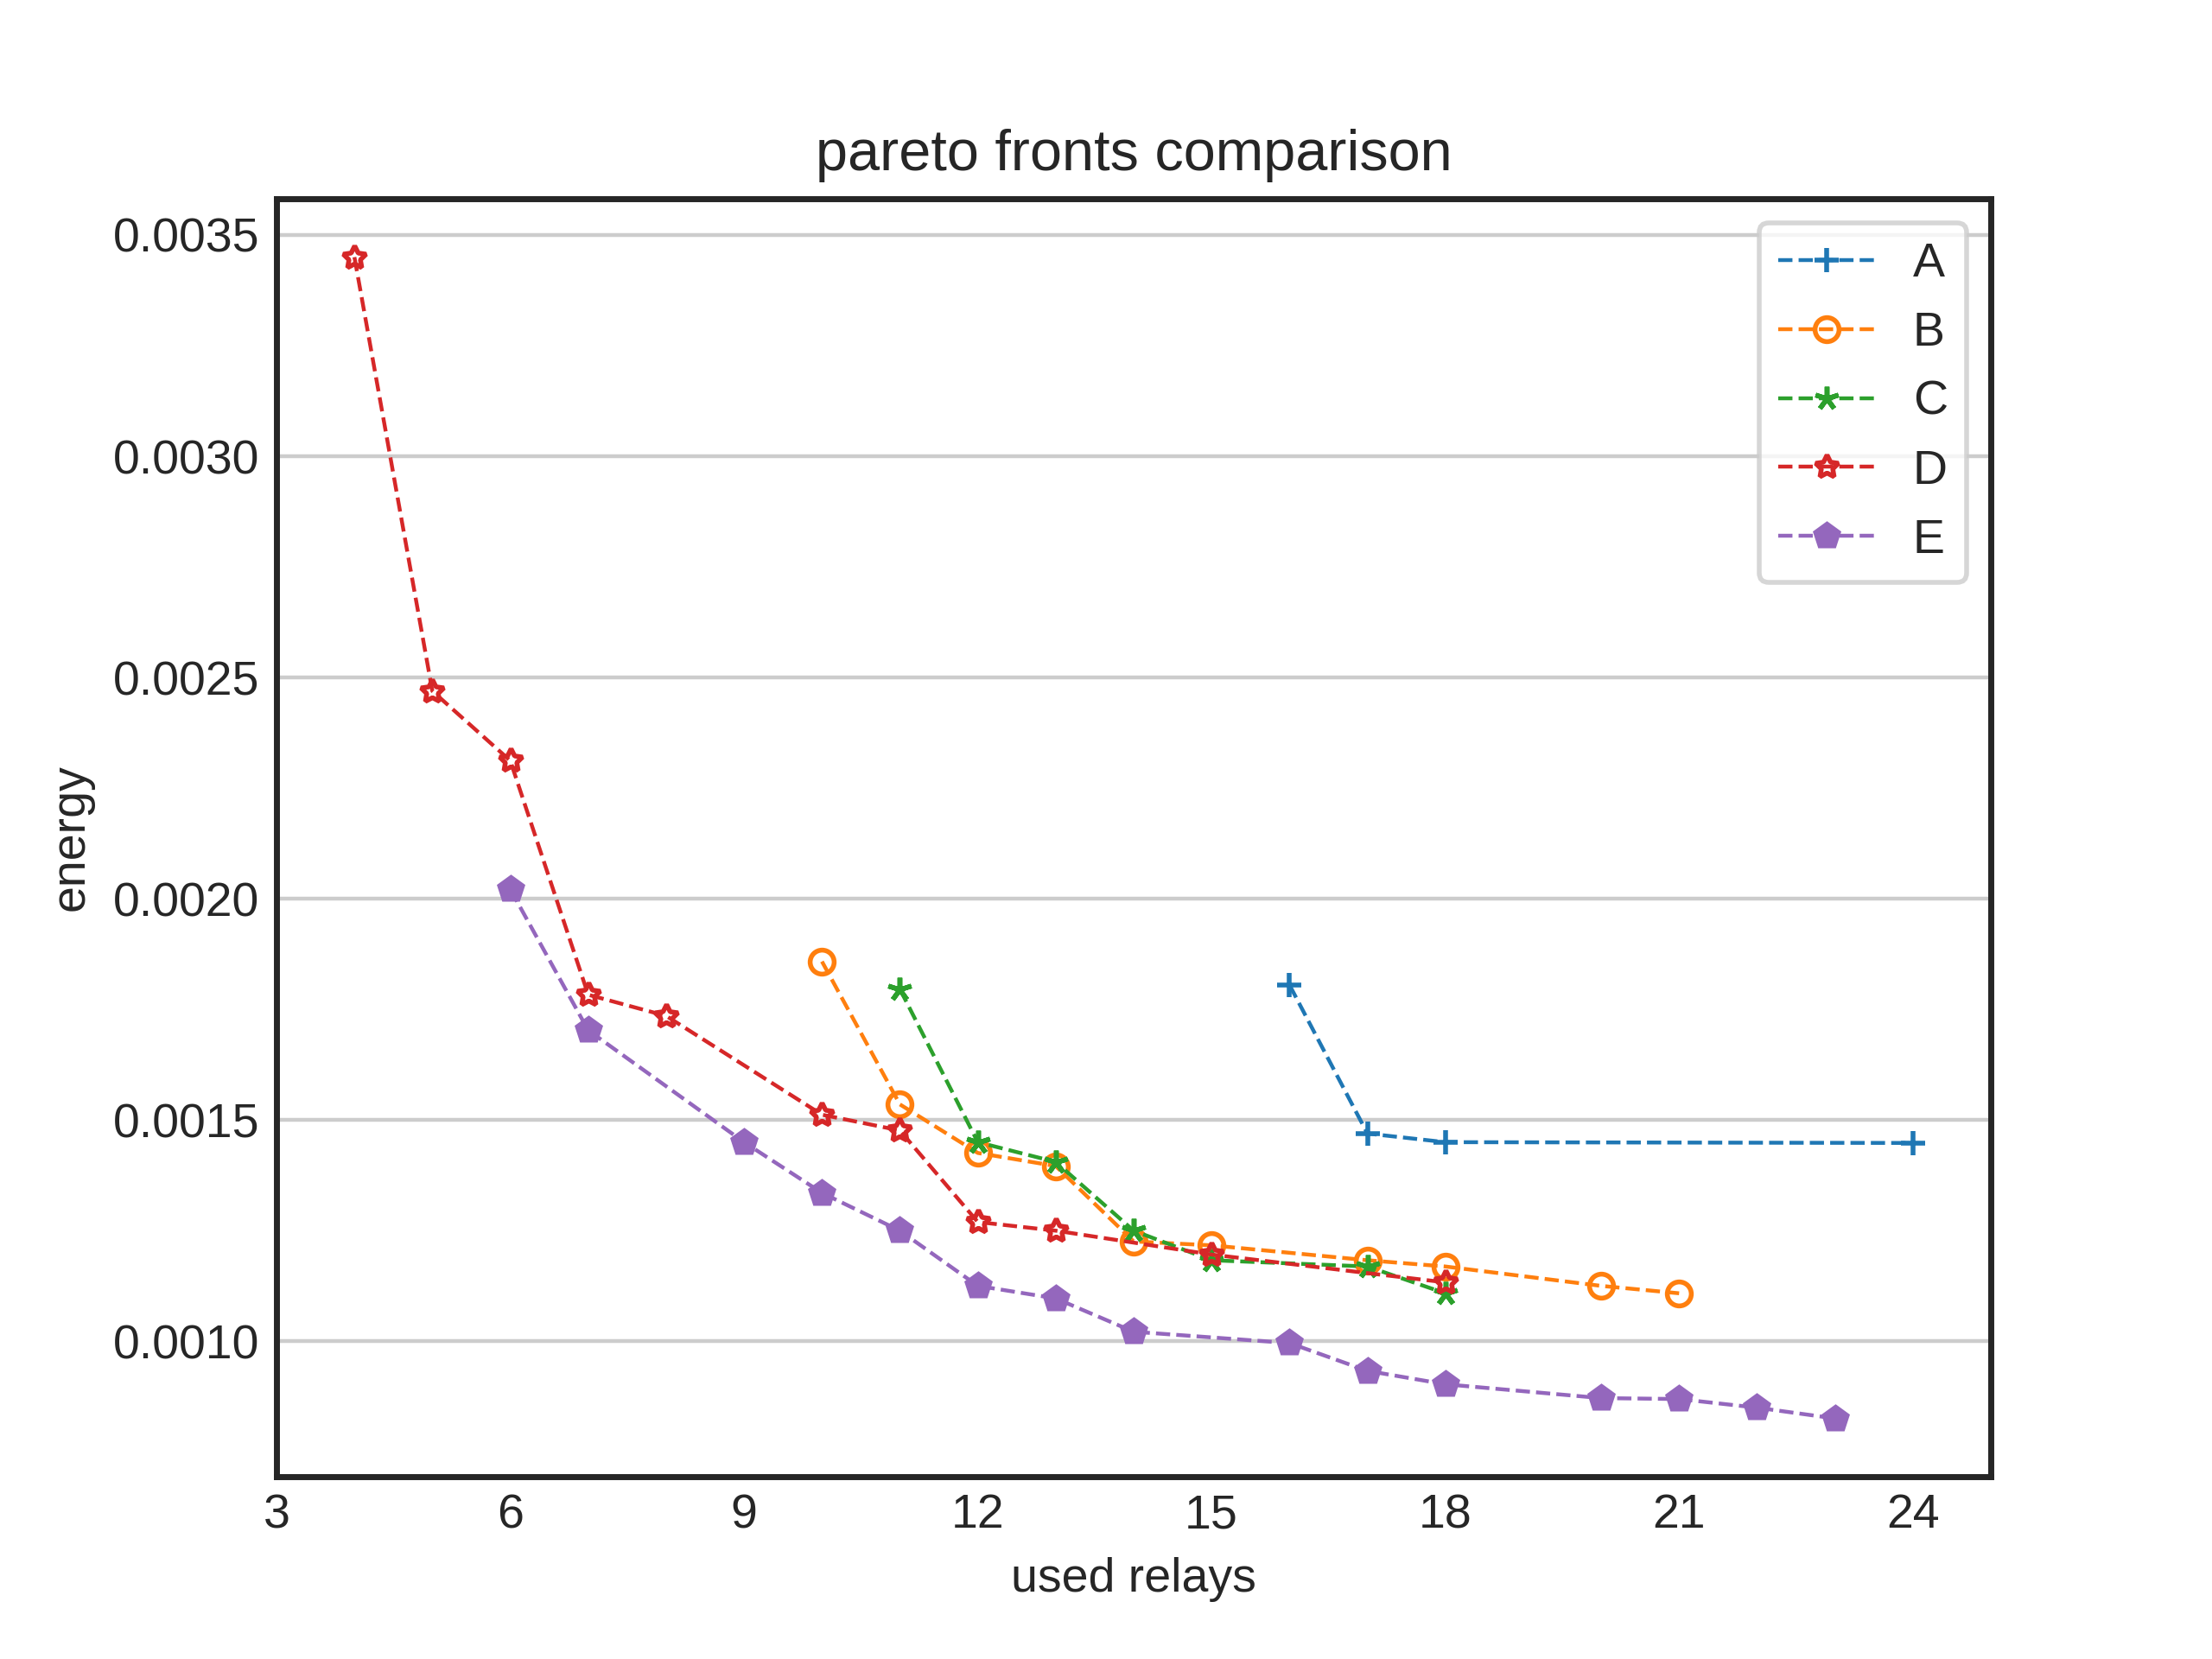 pareto fronts comparison
0.0035
0.0030
0.0025
0.0020
0.0015
0.0010
energy
A
B
C
D
E
3 6 9 12 15 18 21 24
used relays